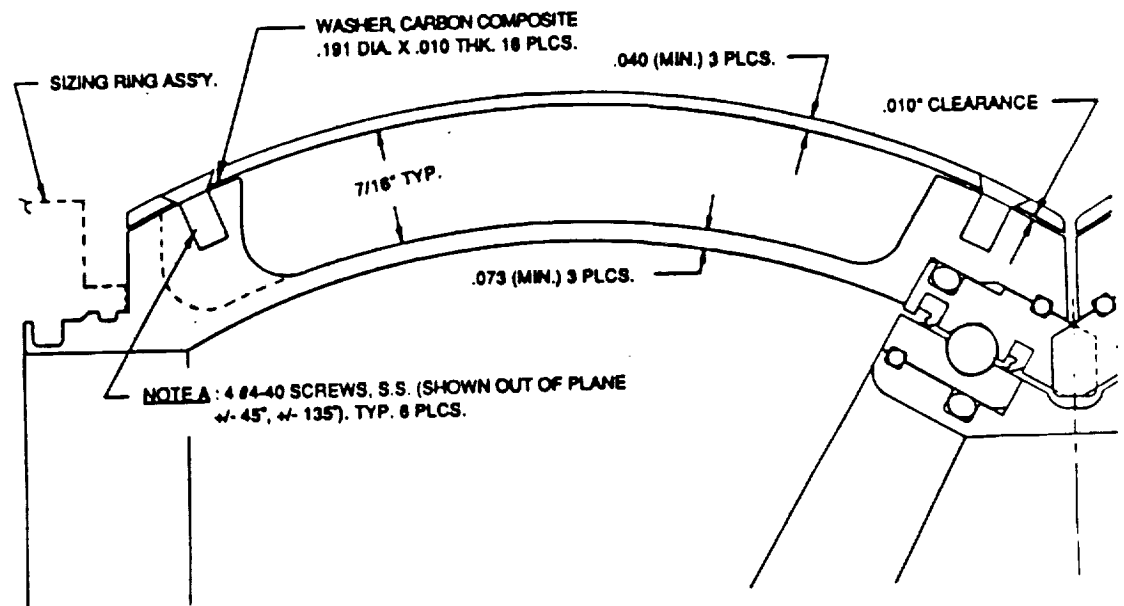 WASHER, CARBON COMPOSITE
.191 DIA. X .010 THK. 16 PLCS.
.040 (MIN.) 3 PLCS.
SIZING RING ASS'Y.
.010" CLEARANCE
7/16" TYP.
.073 (MIN.) 3 PLCS.
NOTE A : 4 #4-40 SCREWS, S.S. (SHOWN OUT OF PLANE
+/- 45°, +/- 135°). TYP. 6 PLCS.